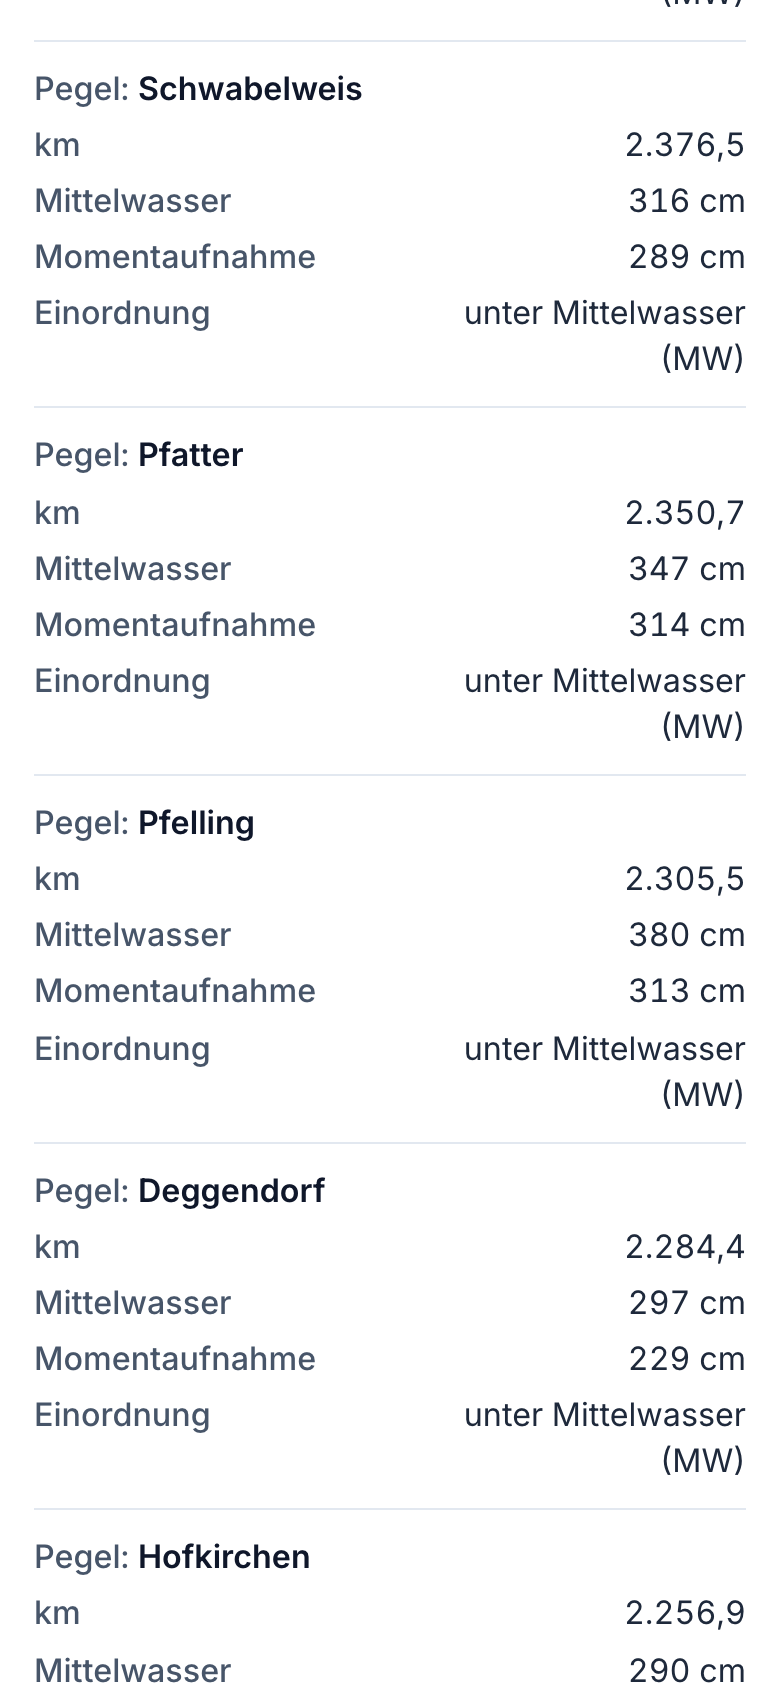 (MW)
Pegel: Schwabelweis
km 2.376,5
Mittelwasser 316 cm
Momentaufnahme 289 cm
Einordnung unter Mittelwasser
(MW)
Pegel: Pfatter
km 2.350,7
Mittelwasser 347 cm
Momentaufnahme 314 cm
Einordnung unter Mittelwasser
(MW)
Pegel: Pfelling
km 2.305,5
Mittelwasser 380 cm
Momentaufnahme 313 cm
Einordnung unter Mittelwasser
(MW)
Pegel: Deggendorf
km 2.284,4
Mittelwasser 297 cm
Momentaufnahme 229 cm
Einordnung unter Mittelwasser
(MW)
Pegel: Hofkirchen
km 2.256,9
Mittelwasser 290 cm